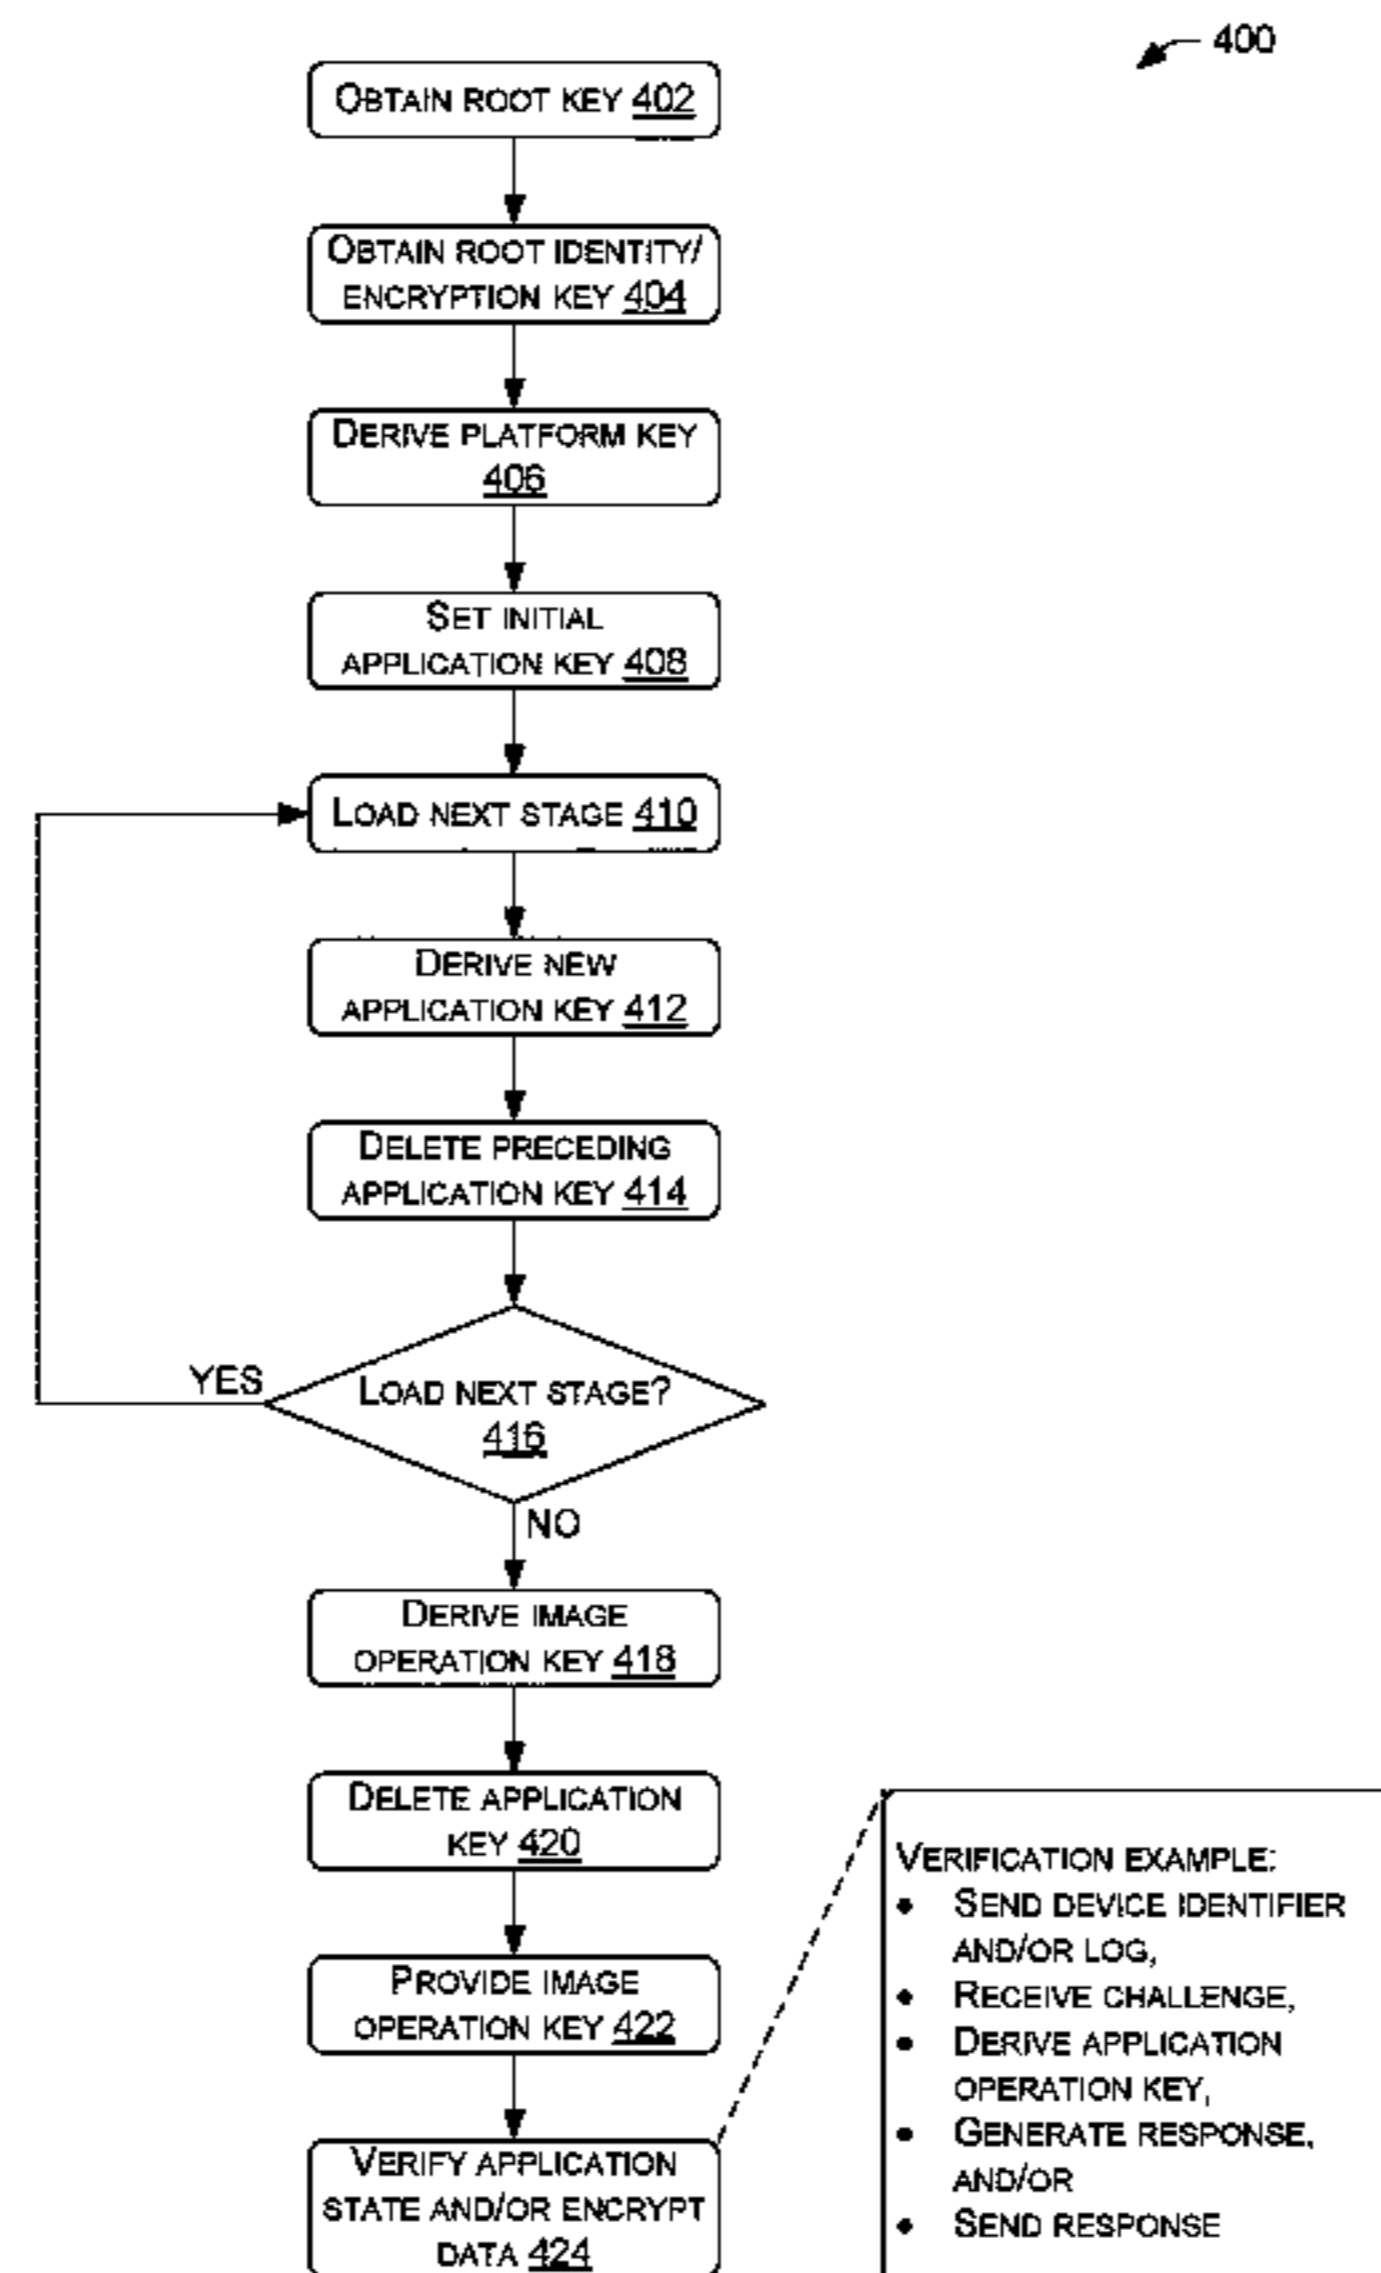 400
OBTAIN ROOT KEY 402
OBTAIN ROOT IDENTITY/
ENCRYPTION KEY 404
DERIVE PLATFORM KEY
406
SET INITIAL
APPLICATION KEY 408
LOAD NEXT STAGE 410
DERIVE NEW
APPLICATION KEY 412
DELETE PRECEDING
APPLICATION KEY 414
YES
LOAD NEXT STAGE?
416
NO
DERIVE IMAGE
OPERATION KEY 418
DELETE APPLICATION
KEY 420
PROVIDE IMAGE
OPERATION KEY 422
VERIFY APPLICATION
STATE AND/OR ENCRYPT
DATA 424
VERIFICATION EXAMPLE:
• SEND DEVICE IDENTIFIER
AND/OR LOG,
• RECEIVE CHALLENGE,
• DERIVE APPLICATION
OPERATION KEY,
• GENERATE RESPONSE,
AND/OR
• SEND RESPONSE